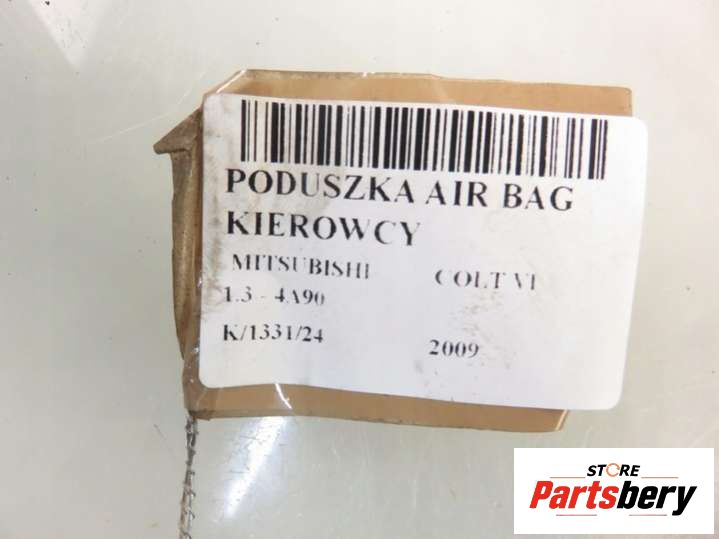 PODUSZKA AIR BAG
KIEROWCY
MITSUBISHI COLT VI
1.3 - 4A90
K/1331/24 2009
STORE
Partsbery